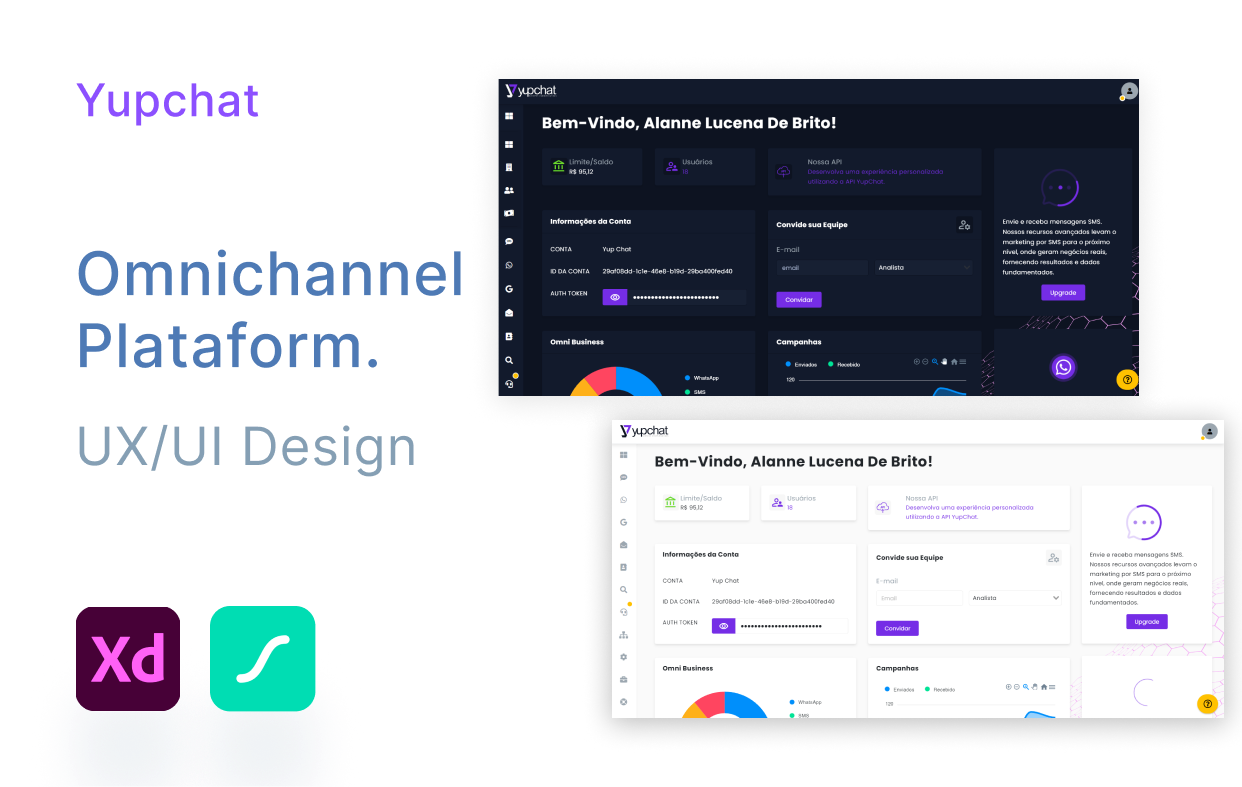 Yupchat
Omnichannel
Plataform.
UX/UI Design
Xd
yupchat
Bem-Vindo, Alanne Lucena De Brito!
Limite/Saldo
R$ 95,12
Usuários
18
Nossa API
Desenvolva uma experiência personalizada
utilizando a API YupChat.
Envie e receba mensagens SMS.
Nossos recursos avançados levam o
marketing por SMS para o próximo
nível, onde geram negócios reais,
fornecendo resultados e dados
fundamentados.
Upgrade
Informações da Conta
CONTA Yup Chat
ID DA CONTA 29af08dd-1c1e-46e8-b19d-29ba400fed40
AUTH TOKEN
Convide sua Equipe
E-mail
email Analista
Convidar
Omni Business
WhatsApp
SMS
Campanhas
Enviados Recebido
120
yupchat
Bem-Vindo, Alanne Lucena De Brito!
Limite/Saldo
R$ 95,12
Usuários
18
Nossa API
Desenvolva uma experiência personalizada
utilizando a API YupChat.
Envie e receba mensagens SMS.
Nossos recursos avançados levam o
marketing por SMS para o próximo
nível, onde geram negócios reais,
fornecendo resultados e dados
fundamentados.
Upgrade
Informações da Conta
CONTA Yup Chat
ID DA CONTA 29af08dd-1c1e-46e8-b19d-29ba400fed40
AUTH TOKEN
Convide sua Equipe
E-mail
Email Analista
Convidar
Omni Business
WhatsApp
SMS
Campanhas
Enviados Recebido
120